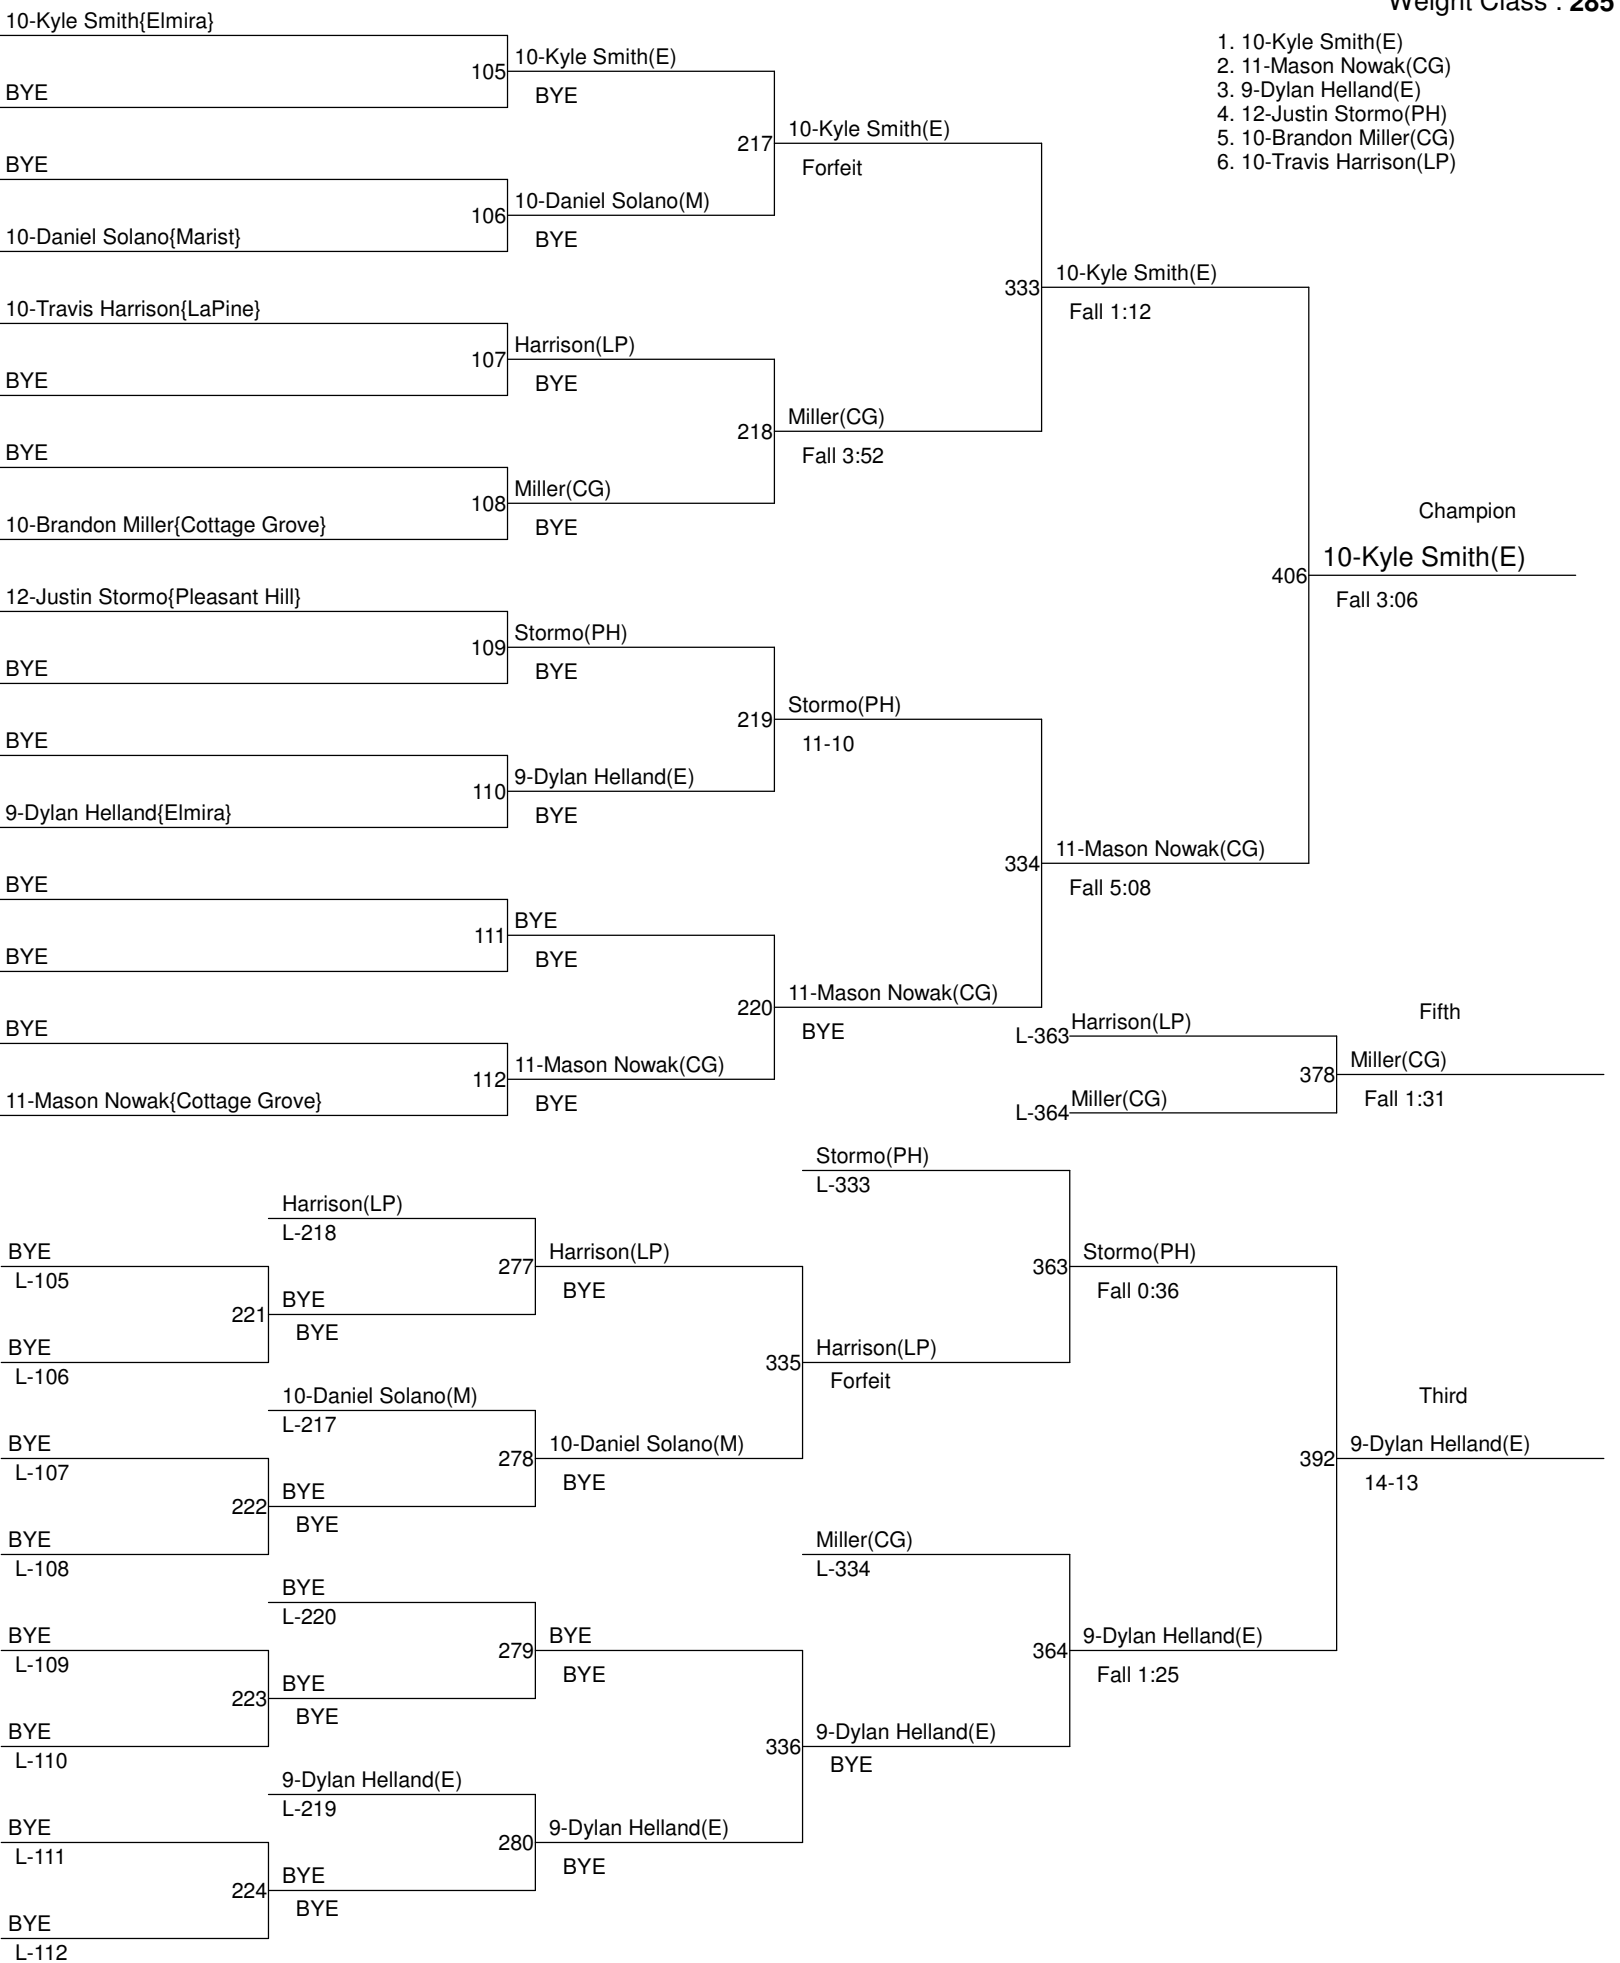 Weight Class : 285
1. 10-Kyle Smith(E)
2. 11-Mason Nowak(CG)
3. 9-Dylan Helland(E)
4. 12-Justin Stormo(PH)
5. 10-Brandon Miller(CG)
6. 10-Travis Harrison(LP)
10-Kyle Smith{Elmira}
BYE
BYE
10-Daniel Solano{Marist}
10-Travis Harrison{LaPine}
BYE
BYE
10-Brandon Miller{Cottage Grove}
12-Justin Stormo{Pleasant Hill}
BYE
BYE
9-Dylan Helland{Elmira}
BYE
BYE
BYE
11-Mason Nowak{Cottage Grove}
105
10-Kyle Smith(E)
BYE
106
10-Daniel Solano(M)
BYE
107
Harrison(LP)
BYE
108
Miller(CG)
BYE
109
Stormo(PH)
BYE
110
9-Dylan Helland(E)
BYE
111
BYE
BYE
112
11-Mason Nowak(CG)
BYE
217
10-Kyle Smith(E)
Forfeit
218
Miller(CG)
Fall 3:52
219
Stormo(PH)
11-10
220
11-Mason Nowak(CG)
BYE
333
10-Kyle Smith(E)
Fall 1:12
334
11-Mason Nowak(CG)
Fall 5:08
Champion
406
10-Kyle Smith(E)
Fall 3:06
L-363
Harrison(LP)
L-364
Miller(CG)
Fifth
378
Miller(CG)
Fall 1:31
BYE
L-105
BYE
L-106
BYE
L-107
BYE
L-108
BYE
L-109
BYE
L-110
BYE
L-111
BYE
L-112
Harrison(LP)
L-218
221
BYE
BYE
10-Daniel Solano(M)
L-217
222
BYE
BYE
BYE
L-220
223
BYE
BYE
9-Dylan Helland(E)
L-219
224
BYE
BYE
277
Harrison(LP)
BYE
278
10-Daniel Solano(M)
BYE
279
BYE
BYE
280
9-Dylan Helland(E)
BYE
Stormo(PH)
L-333
335
Harrison(LP)
Forfeit
Miller(CG)
L-334
336
9-Dylan Helland(E)
BYE
363
Stormo(PH)
Fall 0:36
364
9-Dylan Helland(E)
Fall 1:25
Third
392
9-Dylan Helland(E)
14-13